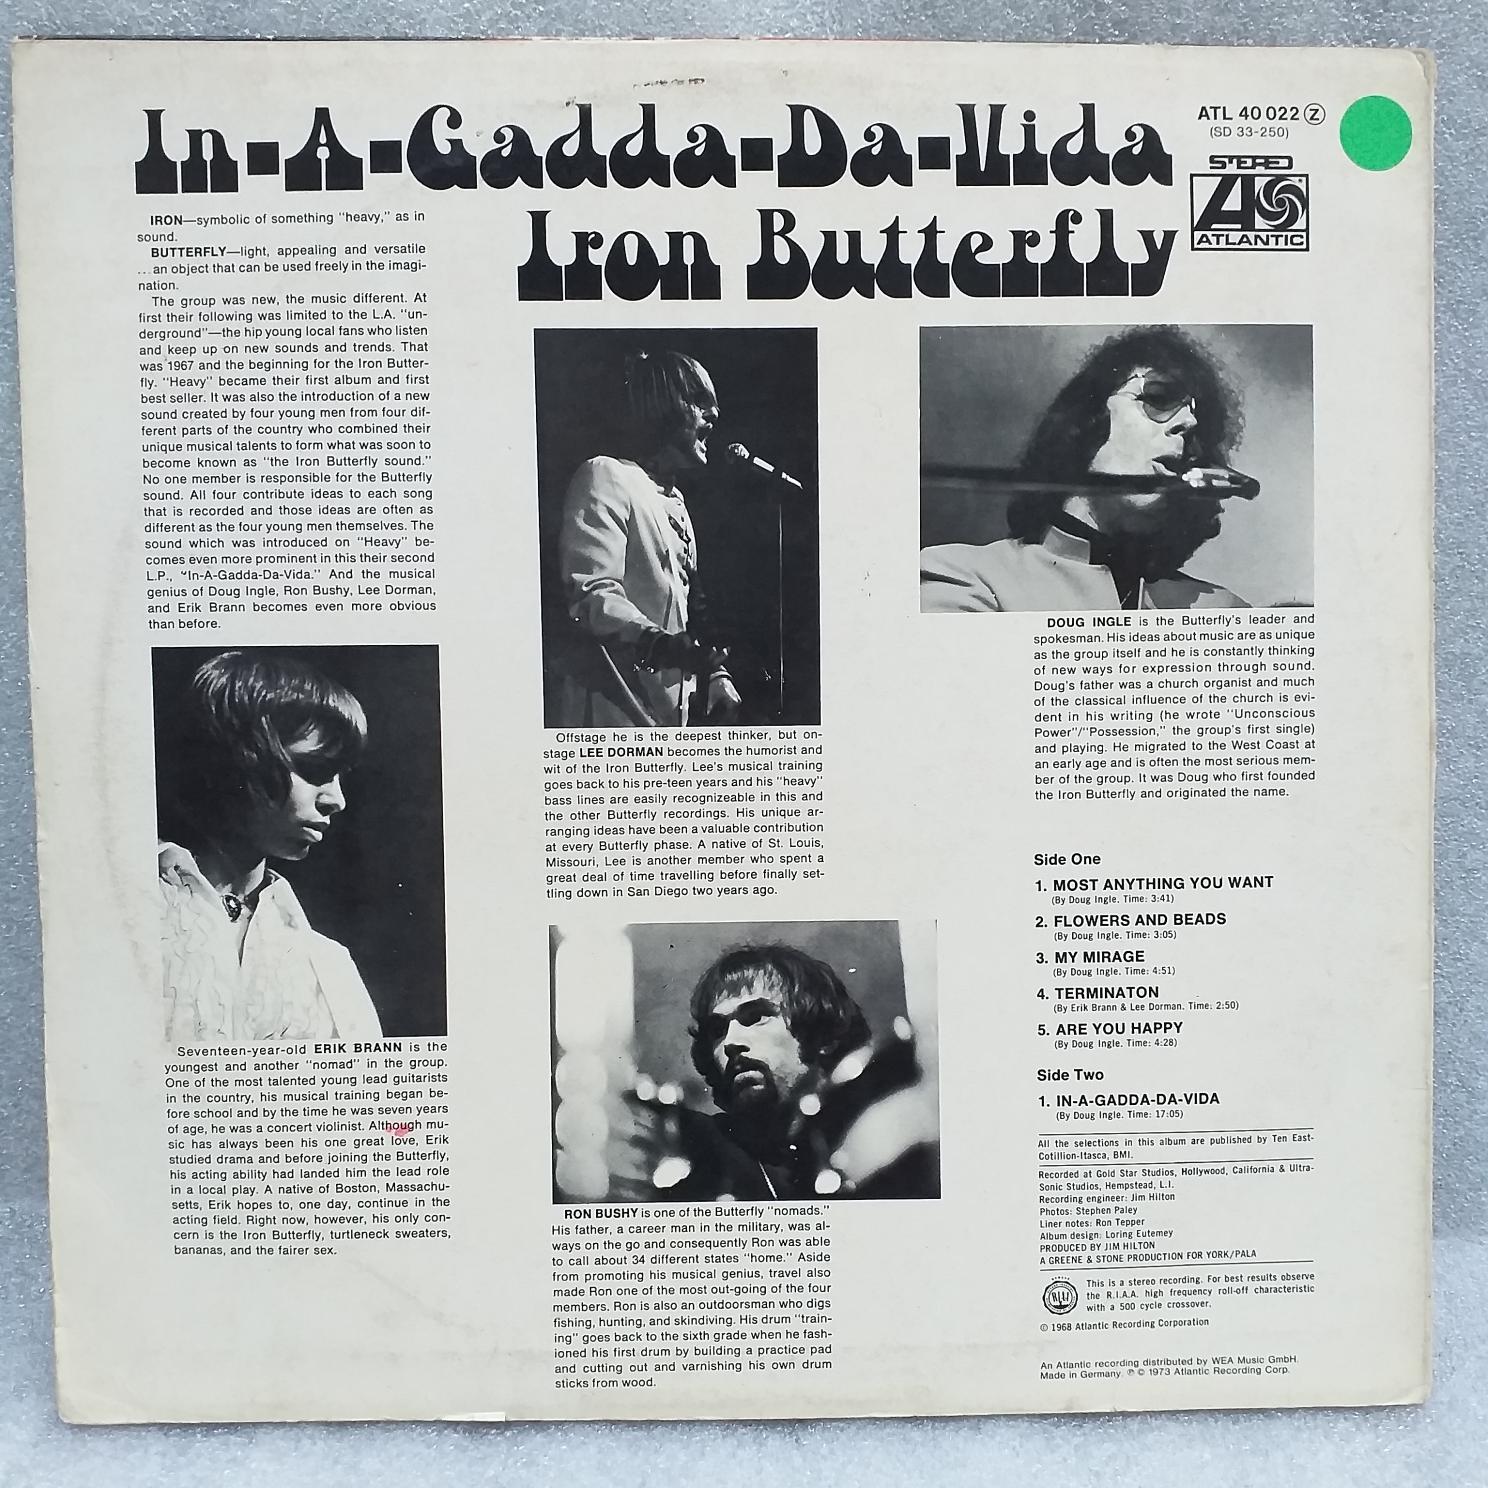 In-A-Gadda-Da-Vida
Iron Butterfly
ATL 40 022 Z
(SD 33-250)
STEREO
ATLANTIC
IRON—symbolic of something "heavy," as in
sound.
BUTTERFLY—light, appealing and versatile
...an object that can be used freely in the imagi-
nation.
The group was new, the music different. At
first their following was limited to the L.A. "un-
derground"—the hip young local fans who listen
and keep up on new sounds and trends. That
was 1967 and the beginning for the Iron Butter-
fly. "Heavy" became their first album and first
best seller. It was also the introduction of a new
sound created by four young men from four dif-
ferent parts of the country who combined their
unique musical talents to form what was soon to
become known as "the Iron Butterfly sound."
No one member is responsible for the Butterfly
sound. All four contribute ideas to each song
that is recorded and those ideas are often as
different as the four young men themselves. The
sound which was introduced on "Heavy" be-
comes even more prominent in this their second
L.P., "In-A-Gadda-Da-Vida." And the musical
genius of Doug Ingle, Ron Bushy, Lee Dorman,
and Erik Brann becomes even more obvious
than before.
Seventeen-year-old ERIK BRANN is the
youngest and another "nomad" in the group.
One of the most talented young lead guitarists
in the country, his musical training began be-
fore school and by the time he was seven years
of age, he was a concert violinist. Although mu-
sic has always been his one great love, Erik
studied drama and before joining the Butterfly,
his acting ability had landed him the lead role
in a local play. A native of Boston, Massachu-
setts, Erik hopes to, one day, continue in the
acting field. Right now, however, his only con-
cern is the Iron Butterfly, turtleneck sweaters,
bananas, and the fairer sex.
Offstage he is the deepest thinker, but on-
stage LEE DORMAN becomes the humorist and
wit of the Iron Butterfly. Lee's musical training
goes back to his pre-teen years and his "heavy"
bass lines are easily recognizeable in this and
the other Butterfly recordings. His unique ar-
ranging ideas have been a valuable contribution
at every Butterfly phase. A native of St. Louis,
Missouri, Lee is another member who spent a
great deal of time travelling before finally set-
tling down in San Diego two years ago.
RON BUSHY is one of the Butterfly "nomads."
His father, a career man in the military, was al-
ways on the go and consequently Ron was able
to call about 34 different states "home." Aside
from promoting his musical genius, travel also
made Ron one of the most out-going of the four
members. Ron is also an outdoorsman who digs
fishing, hunting, and skindiving. His drum "train-
ing" goes back to the sixth grade when he fash-
ioned his first drum by building a practice pad
and cutting out and varnishing his own drum
sticks from wood.
DOUG INGLE is the Butterfly's leader and
spokesman. His ideas about music are as unique
as the group itself and he is constantly thinking
of new ways for expression through sound.
Doug's father was a church organist and much
of the classical influence of the church is evi-
dent in his writing (he wrote "Unconscious
Power"/"Possession," the group's first single)
and playing. He migrated to the West Coast at
an early age and is often the most serious mem-
ber of the group. It was Doug who first founded
the Iron Butterfly and originated the name.
Side One
1. MOST ANYTHING YOU WANT
(By Doug Ingle. Time: 3:41)
2. FLOWERS AND BEADS
(By Doug Ingle. Time: 3:05)
3. MY MIRAGE
(By Doug Ingle. Time: 4:51)
4. TERMINATON
(By Erik Brann & Lee Dorman. Time: 2:50)
5. ARE YOU HAPPY
(By Doug Ingle. Time: 4:28)
Side Two
1. IN-A-GADDA-DA-VIDA
(By Doug Ingle. Time: 17:05)
All the selections in this album are published by Ten East-
Cotillion-Itasca, BMI.
Recorded at Gold Star Studios, Hollywood, California & Ultra-
Sonic Studios, Hempstead, L.I.
Recording engineer: Jim Hilton
Photos: Stephen Paley
Liner notes: Ron Tepper
Album design: Loring Eutemey
PRODUCED BY JIM HILTON
A GREENE & STONE PRODUCTION FOR YORK/PALA
This is a stereo recording. For best results observe
the R.I.A.A. high frequency roll-off characteristic
with a 500 cycle crossover.
© 1968 Atlantic Recording Corporation
An Atlantic recording distributed by WEA Music GmbH.
Made in Germany. ℗ © 1973 Atlantic Recording Corp.